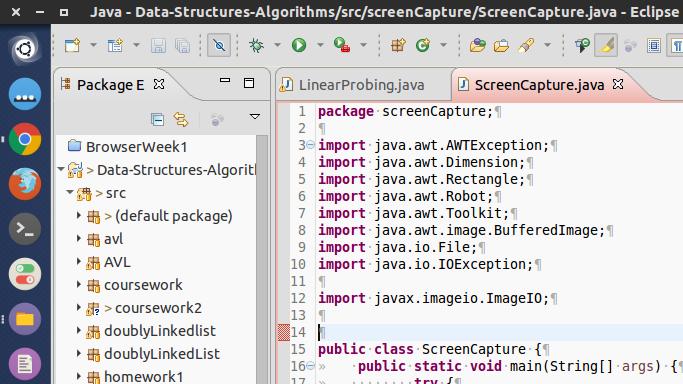 Java - Data-Structures-Algorithms/src/screenCapture/ScreenCapture.java - Eclipse
Package E
BrowserWeek1
> Data-Structures-Algorit
> src
> (default package)
avl
AVL
coursework
> coursework2
doublyLinkedlist
doublyLinkedList
homework1
LinearProbing.java
ScreenCapture.java
1 package screenCapture;¶
2 ¶
3 import java.awt.AWTException;¶
4 import java.awt.Dimension;¶
5 import java.awt.Rectangle;¶
6 import java.awt.Robot;¶
7 import java.awt.Toolkit;¶
8 import java.awt.image.BufferedImage;¶
9 import java.io.File;¶
10 import java.io.IOException;¶
11 ¶
12 import javax.imageio.ImageIO;¶
13 ¶
14 ¶
15 public class ScreenCapture {¶
16 » public static void main(String[] args) {¶
17 » try {¶